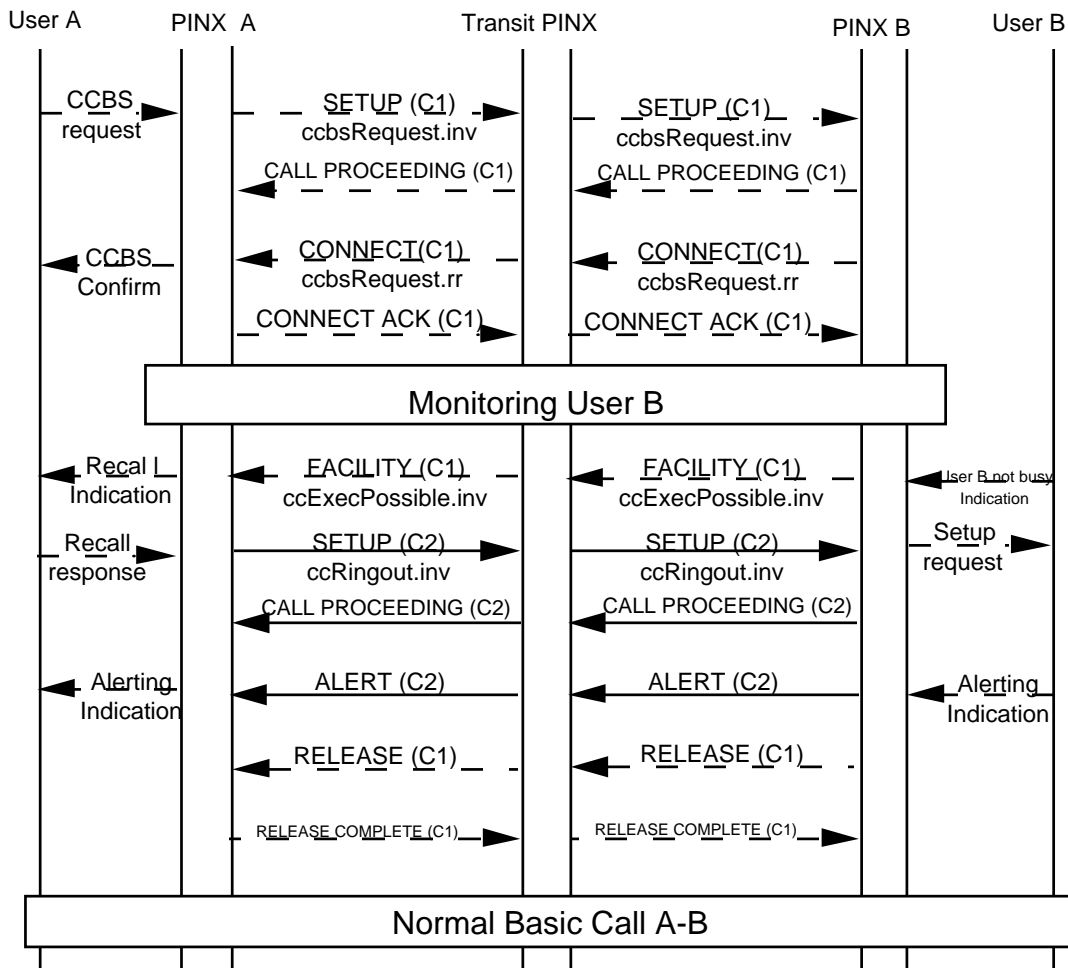 User A
PINX A
Transit PINX
PINX B
User B
CCBS
request
SETUP (C1)
ccbsRequest.inv
SETUP (C1)
ccbsRequest.inv
CALL PROCEEDING (C1)
CALL PROCEEDING (C1)
CCBS
Confirm
CONNECT(C1)
ccbsRequest.rr
CONNECT(C1)
ccbsRequest.rr
CONNECT ACK (C1)
CONNECT ACK (C1)
Monitoring User B
Recal l
Indication
FACILITY (C1)
ccExecPossible.inv
FACILITY (C1)
ccExecPossible.inv
User B not busy
Indication
Recall
response
SETUP (C2)
ccRingout.inv
SETUP (C2)
ccRingout.inv
Setup
request
CALL PROCEEDING (C2)
CALL PROCEEDING (C2)
Alerting
Indication
ALERT (C2)
ALERT (C2)
Alerting
Indication
RELEASE (C1)
RELEASE (C1)
RELEASE COMPLETE (C1)
RELEASE COMPLETE (C1)
Normal Basic Call A-B